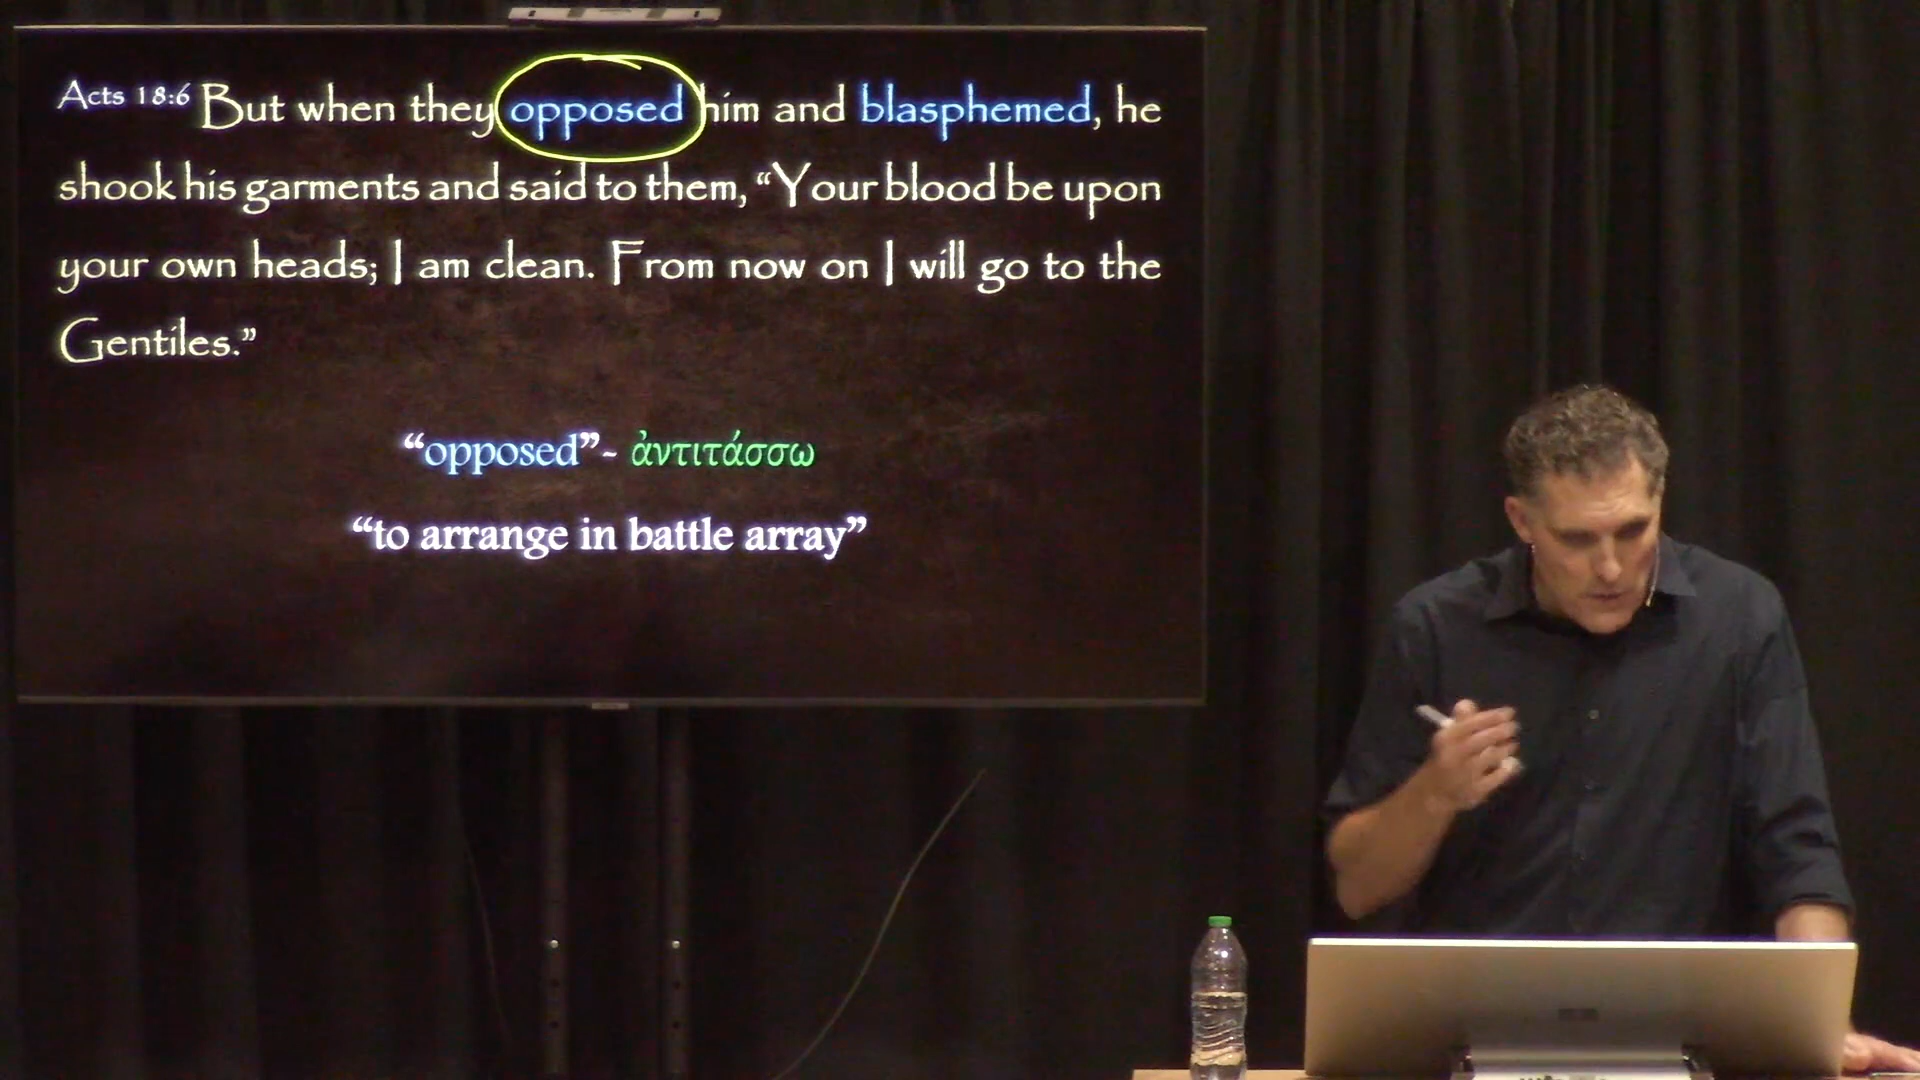 Acts 18:6 But when they opposed him and blasphemed, he
shook his garments and said to them, “Your blood be upon
your own heads; I am clean. From now on I will go to the
Gentiles.”
“opposed”- ἀντιτάσσω
“to arrange in battle array”